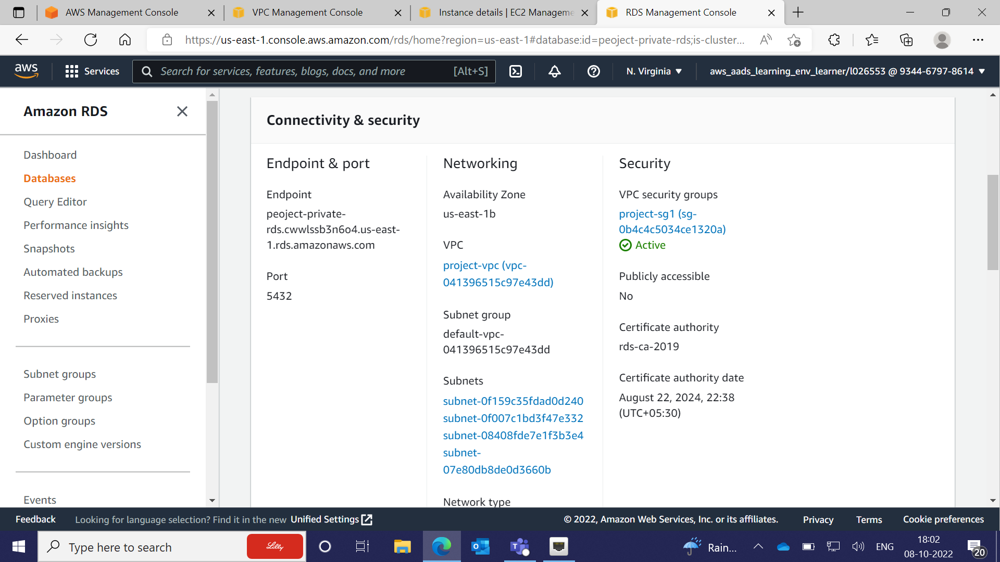 AWS Management Console
VPC Management Console
Instance details | EC2 Manageme
RDS Management Console
https://us-east-1.console.aws.amazon.com/rds/home?region=us-east-1#database:id=peoject-private-rds;is-cluster...
aws
Services
Search for services, features, blogs, docs, and more
[Alt+S]
N. Virginia
aws_aads_learning_env_learner/l026553 @ 9344-6797-8614
Amazon RDS
Dashboard
Databases
Query Editor
Performance insights
Snapshots
Automated backups
Reserved instances
Proxies
Subnet groups
Parameter groups
Option groups
Custom engine versions
Events
Connectivity & security
Endpoint & port
Endpoint
peoject-private-
rds.cwwlssb3n6o4.us-east-
1.rds.amazonaws.com
Port
5432
Networking
Availability Zone
us-east-1b
VPC
project-vpc (vpc-
041396515c97e43dd)
Subnet group
default-vpc-
041396515c97e43dd
Subnets
subnet-0f159c35fdad0d240
subnet-0f007c1bd3f47e332
subnet-08408fde7e1f3b3e4
subnet-
07e80db8de0d3660b
Network type
Security
VPC security groups
project-sg1 (sg-
0b4c4c5034ce1320a)
Active
Publicly accessible
No
Certificate authority
rds-ca-2019
Certificate authority date
August 22, 2024, 22:38
(UTC+05:30)
Feedback
Looking for language selection? Find it in the new Unified Settings
© 2022, Amazon Web Services, Inc. or its affiliates.
Privacy
Terms
Cookie preferences
Type here to search
Lilly
Rain...
ENG
18:02
08-10-2022
20